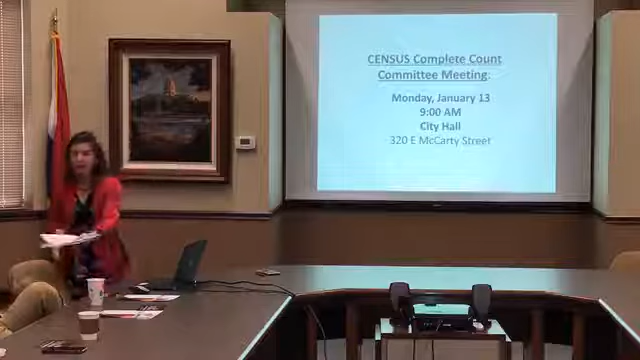 CENSUS Complete Count
Committee Meeting:
Monday, January 13
9:00 AM
City Hall
320 E McCarty Street